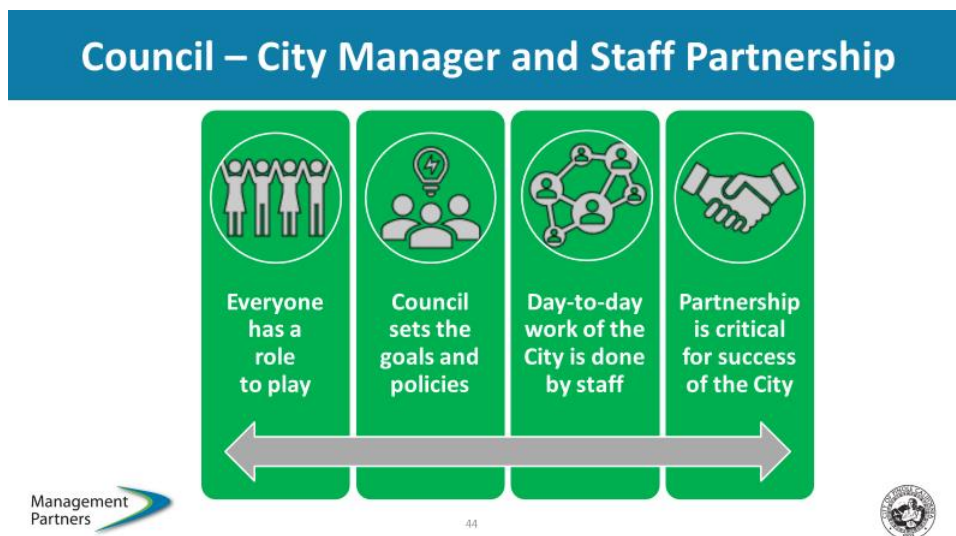 Council – City Manager and Staff Partnership
Everyone
has a
role
to play
Council
sets the
goals and
policies
Day-to-day
work of the
City is done
by staff
Partnership
is critical
for success
of the City
Management
Partners
44